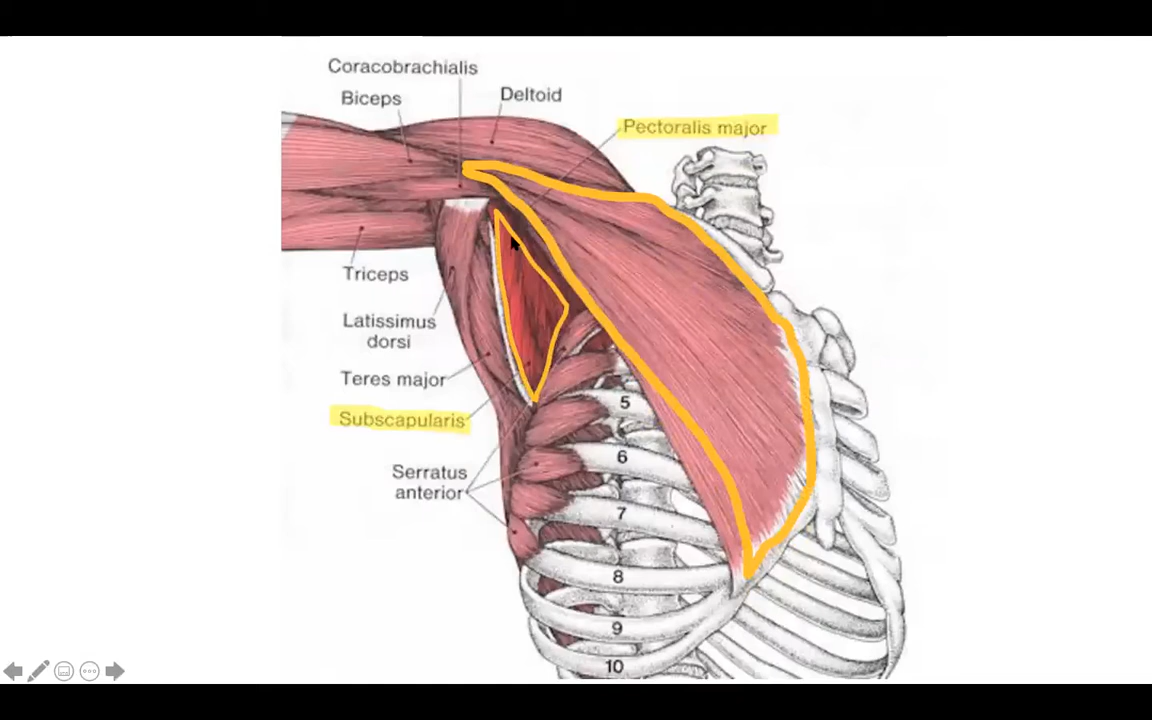 Coracobrachialis
Biceps
Deltoid
Pectoralis major
Triceps
Latissimus
dorsi
Teres major
Subscapularis
Serratus
anterior
5
6
7
8
9
10